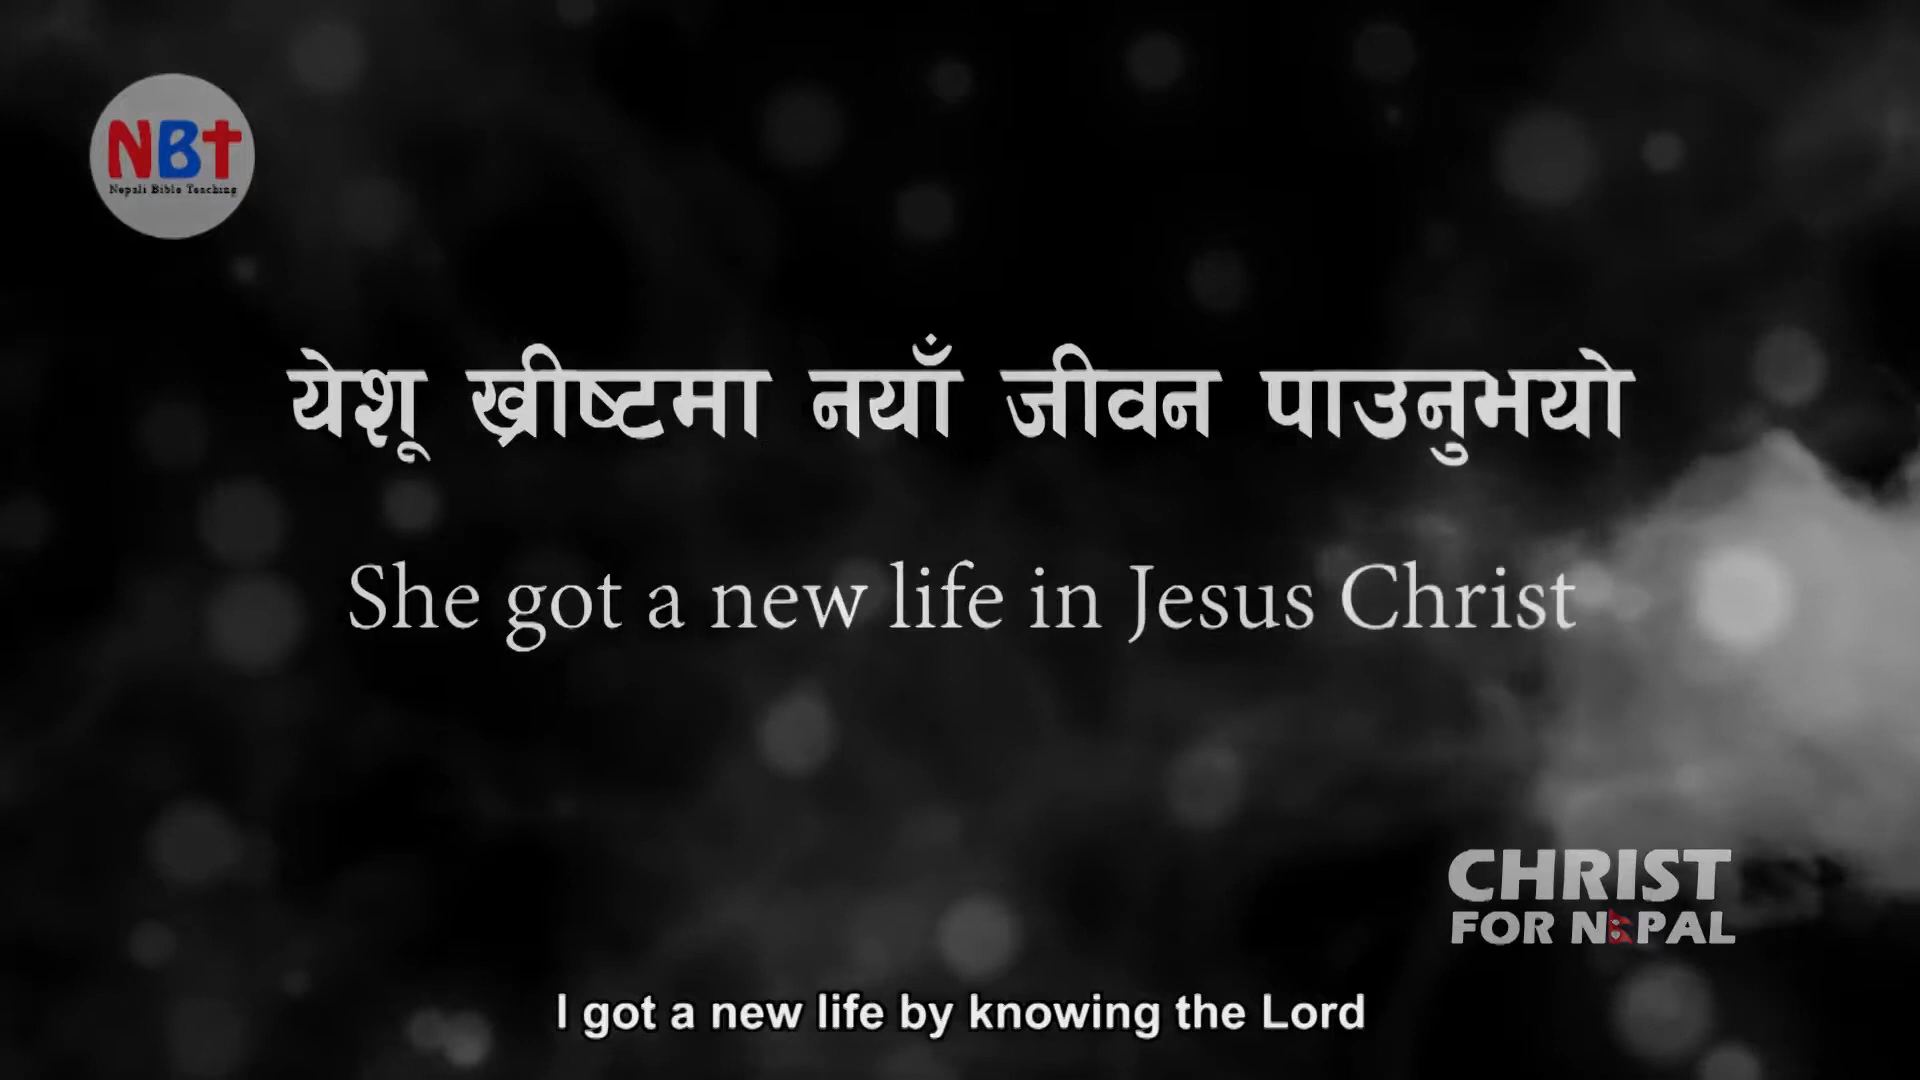 NBT
Nepali Bible Teaching
येशू ख्रीष्टमा नयाँ जीवन पाउनुभयो
She got a new life in Jesus Christ
CHRIST
FOR NEPAL
I got a new life by knowing the Lord